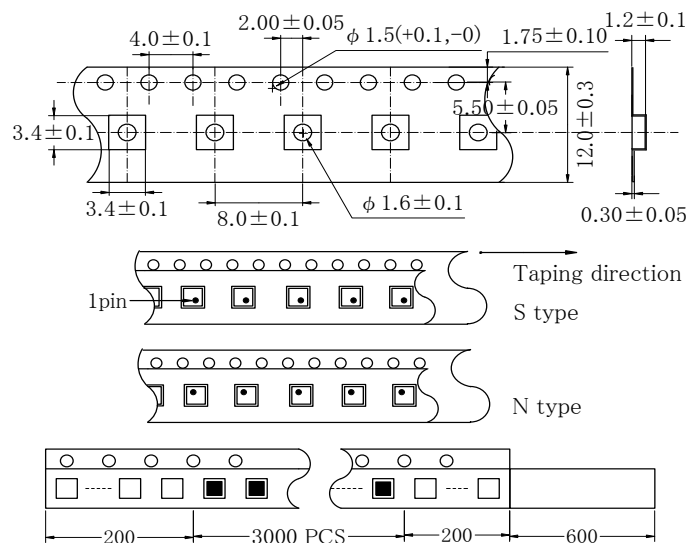 2.00±0.05
1.2±0.1
4.0±0.1
φ 1.5(+0.1,-0)
1.75±0.10
5.50±0.05
12.0±0.3
3.4±0.1
3.4±0.1
8.0±0.1
φ 1.6±0.1
0.30±0.05
Taping direction
1pin
S type
N type
200
3000 PCS
200
600